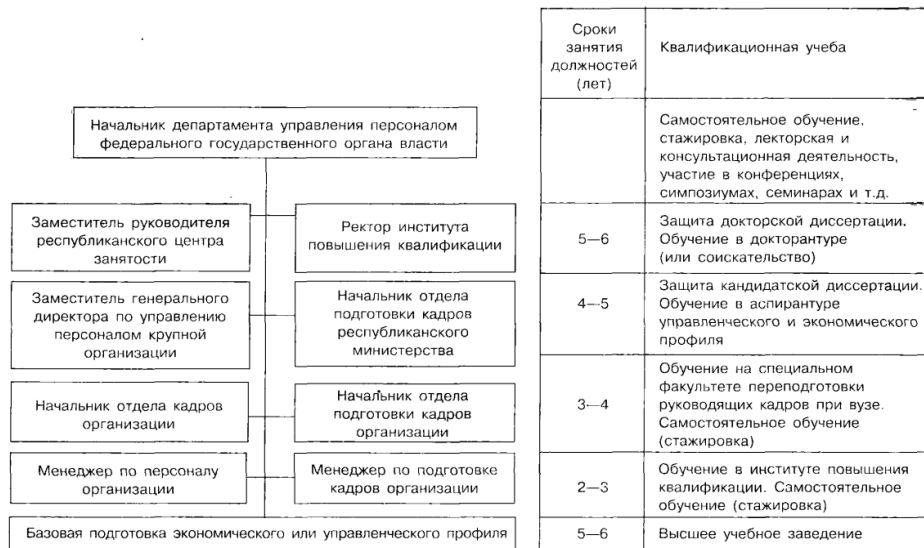 Сроки
занятия
должностей
(лет)
Квалификационная учеба
Начальник департамента управления персоналом
федерального государственного органа власти
Самостоятельное обучение,
стажировка, лекторская и
консультационная деятельность,
участие в конференциях,
симпозиумах, семинарах и т.д.
Заместитель руководителя
республиканского центра
занятости
Ректор института
повышения квалификации
5—6
Защита докторской диссертации.
Обучение в докторантуре
(или соискательство)
Заместитель генерального
директора по управлению
персоналом крупной
организации
Начальник отдела
подготовки кадров
республиканского
министерства
4—5
Защита кандидатской диссертации.
Обучение в аспирантуре
управленческого и экономического
профиля
Начальник отдела кадров
организации
Начальник отдела
подготовки кадров
организации
3—4
Обучение на специальном
факультете переподготовки
руководящих кадров при вузе.
Самостоятельное обучение
(стажировка)
Менеджер по персоналу
организации
Менеджер по подготовке
кадров организации
2—3
Обучение в институте повышения
квалификации. Самостоятельное
обучение (стажировка)
Базовая подготовка экономического или управленческого профиля
5—6
Высшее учебное заведение